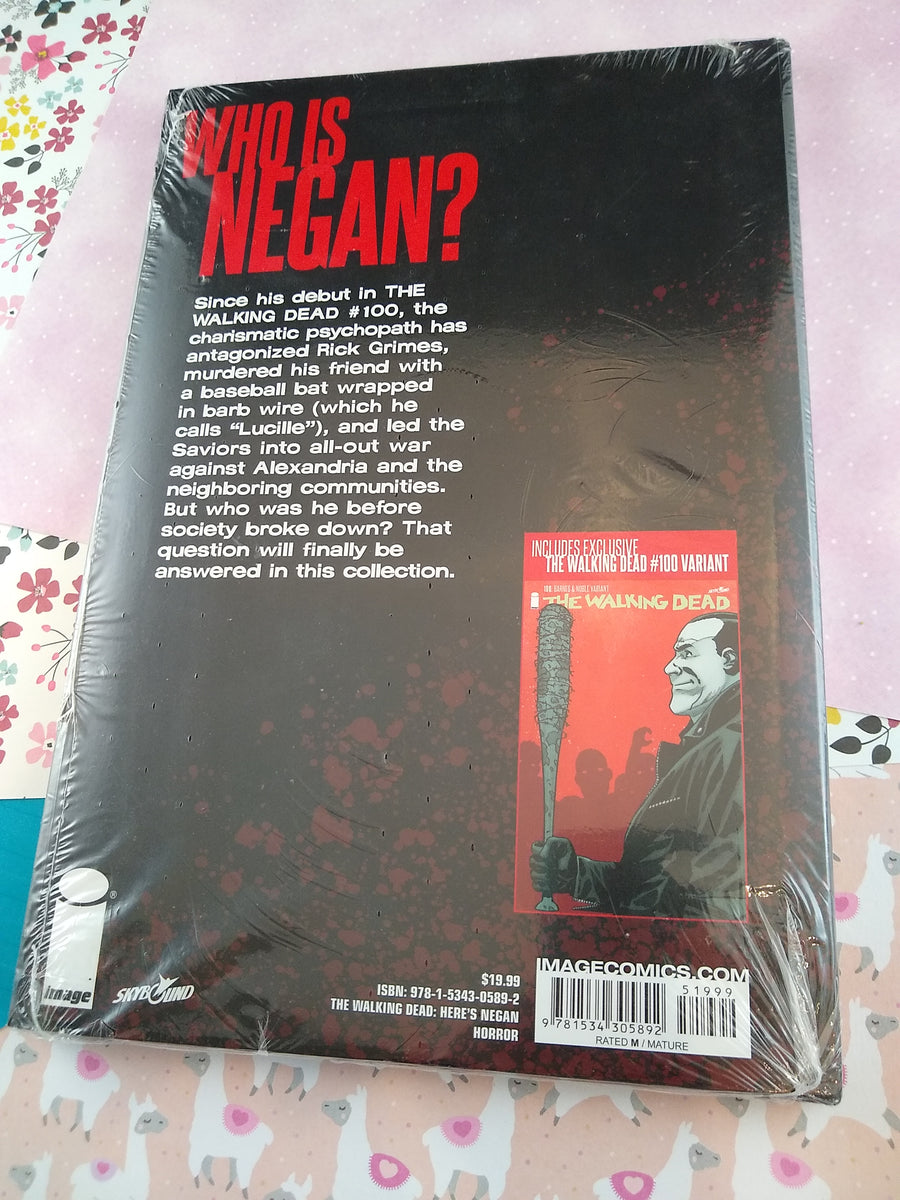 WHO IS
NEGAN?
Since his debut in THE
WALKING DEAD #100, the
charismatic psychopath has
antagonized Rick Grimes,
murdered his friend with
a baseball bat wrapped
in barb wire (which he
calls “Lucille”), and led the
Saviors into all-out war
against Alexandria and the
neighboring communities.
But who was he before
society broke down? That
question will finally be
answered in this collection.
INCLUDES EXCLUSIVE
THE WALKING DEAD #100 VARIANT
100 BARNES & NOBLE VARIANT
SKYBOUND
THE WALKING DEAD
image
®
SKYBOUND
$19.99
ISBN: 978-1-5343-0589-2
THE WALKING DEAD: HERE'S NEGAN
HORROR
IMAGECOMICS.COM
51999
9 781534 305892
RATED M / MATURE